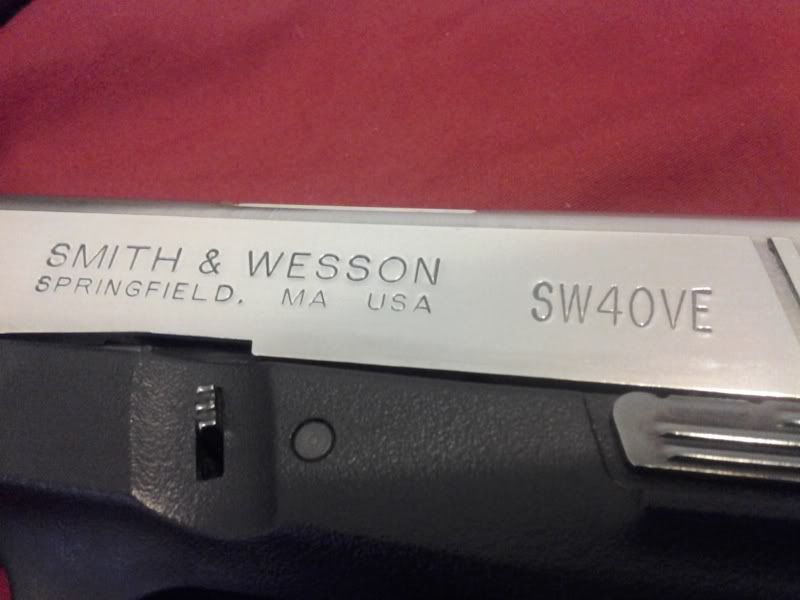 SMITH & WESSON
SPRINGFIELD, MA USA
SW40VE